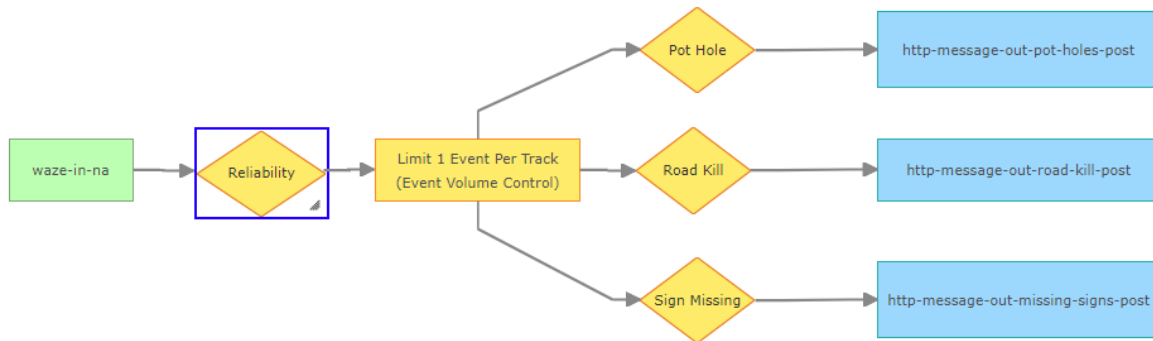 Pot Hole
http-message-out-pot-holes-post
waze-in-na
Reliability
Limit 1 Event Per Track
(Event Volume Control)
Road Kill
http-message-out-road-kill-post
Sign Missing
http-message-out-missing-signs-post